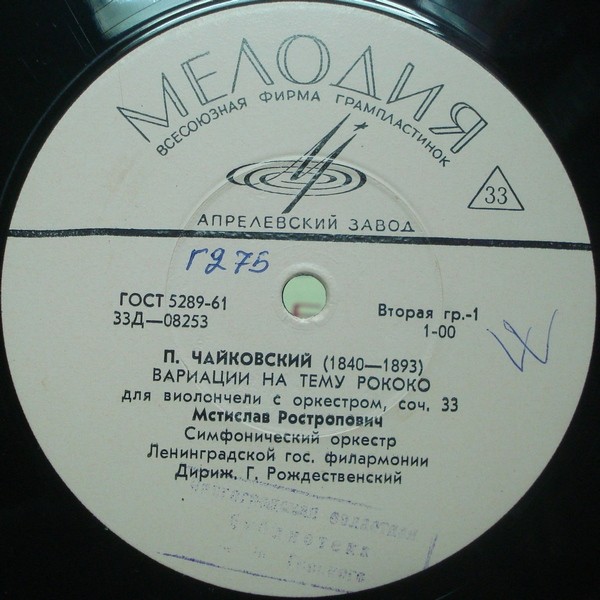 МЕЛОДИЯ
ВСЕСОЮЗНАЯ ФИРМА ГРАМПЛАСТИНОК
33
АПРЕЛЕВСКИЙ ЗАВОД
г275
ГОСТ 5289-61
33Д—08253
Вторая гр.-1
1-00
П. ЧАЙКОВСКИЙ (1840—1893)
ВАРИАЦИИ НА ТЕМУ РОКОКО
для виолончели с оркестром, соч. 33
Мстислав Ростропович
Симфонический оркестр
Ленинградской гос. филармонии
Дириж. Г. Рождественский
библиотека